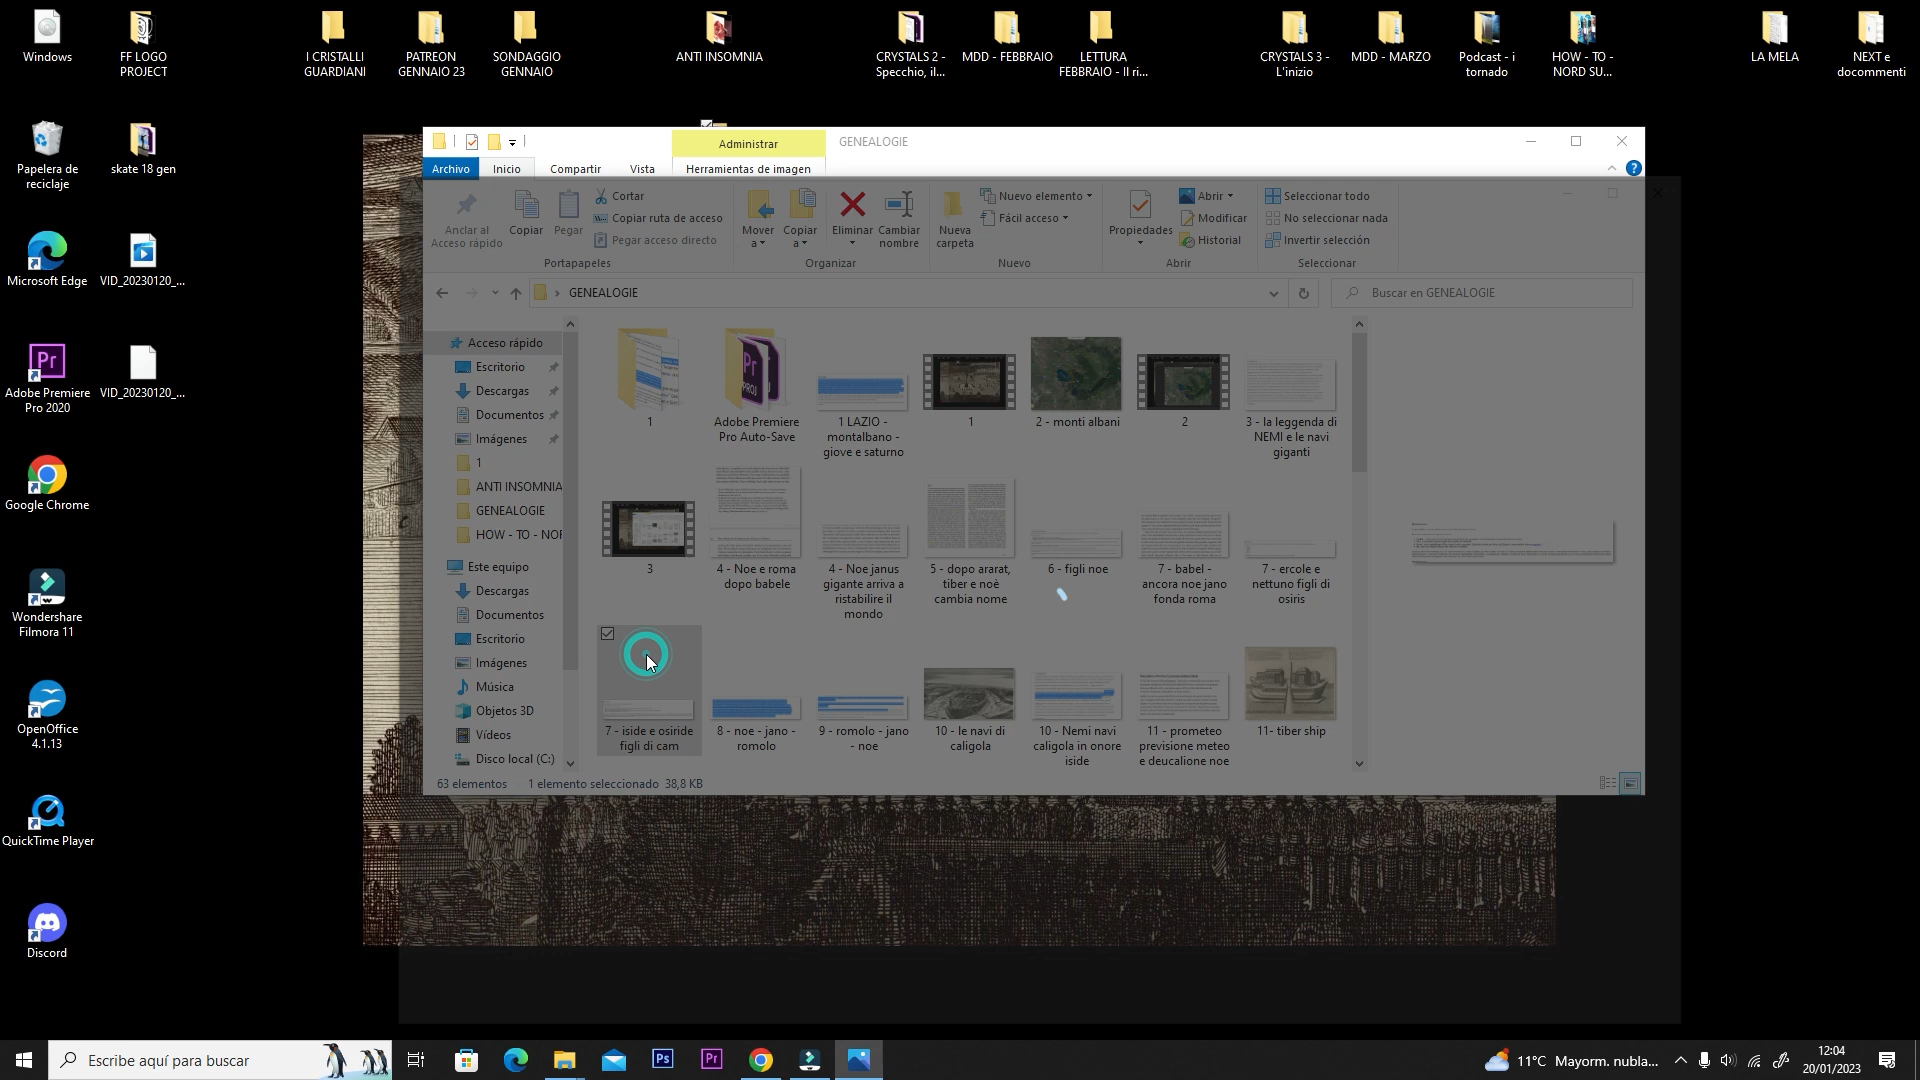 Windows
FF LOGO
PROJECT
I CRISTALLI
GUARDIANI
PATREON
GENNAIO 23
SONDAGGIO
GENNAIO
ANTI INSOMNIA
CRYSTALS 2 -
Specchio, il...
MDD - FEBBRAIO
LETTURA
FEBBRAIO - Il ri...
CRYSTALS 3 -
L'inizio
MDD - MARZO
Podcast - i
tornado
HOW - TO -
NORD SU...
LA MELA
NEXT e
docommenti
Papelera de
reciclaje
skate 18 gen
Microsoft Edge
VID_20230120_...
Adobe Premiere
Pro 2020
VID_20230120_...
Google Chrome
Wondershare
Filmora 11
OpenOffice
4.1.13
QuickTime Player
Discord
Administrar
GENEALOGIE
Archivo
Inicio
Compartir
Vista
Herramientas de imagen
Anclar al
Acceso rápido
Copiar
Pegar
Cortar
Copiar ruta de acceso
Pegar acceso directo
Portapapeles
Mover
a
Copiar
a
Eliminar
Cambiar
nombre
Organizar
Nueva
carpeta
Nuevo elemento
Fácil acceso
Nuevo
Propiedades
Abrir
Modificar
Historial
Abrir
Seleccionar todo
No seleccionar nada
Invertir selección
Seleccionar
GENEALOGIE
Buscar en GENEALOGIE
Acceso rápido
Escritorio
Descargas
Documentos
Imágenes
1
ANTI INSOMNIA
GENEALOGIE
HOW - TO - NOR
Este equipo
Descargas
Documentos
Escritorio
Imágenes
Música
Objetos 3D
Vídeos
Disco local (C:)
1
PROJ
Adobe Premiere
Pro Auto-Save
1 LAZIO -
montalbano -
giove e saturno
1
2 - monti albani
2
3 - la leggenda di
NEMI e le navi
giganti
3
4 - Noe e roma
dopo babele
4 - Noe janus
gigante arriva a
ristabilire il
mondo
5 - dopo ararat,
tiber e noè
cambia nome
6 - figli noe
7 - babel -
ancora noe jano
fonda roma
7 - ercole e
nettuno figli di
osiris
7 - iside e osiride
figli di cam
8 - noe - jano -
romolo
9 - romolo - jano
- noe
10 - le navi di
caligola
10 - Nemi navi
caligola in onore
iside
11 - prometeo
previsione meteo
e deucalione noe
11- tiber ship
63 elementos
1 elemento seleccionado 38,8 KB
Escribe aquí para buscar
Ps
Pr
11°C Mayorm. nubla...
12:04
20/01/2023